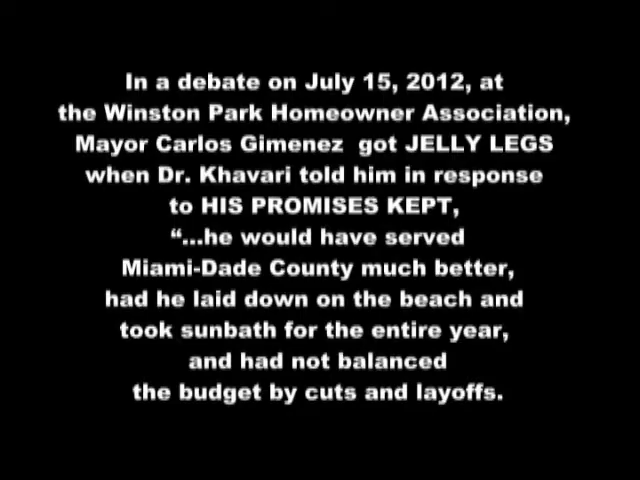 In a debate on July 15, 2012, at
the Winston Park Homeowner Association,
Mayor Carlos Gimenez got JELLY LEGS
when Dr. Khavari told him in response
to HIS PROMISES KEPT,
“...he would have served
Miami-Dade County much better,
had he laid down on the beach and
took sunbath for the entire year,
and had not balanced
the budget by cuts and layoffs.